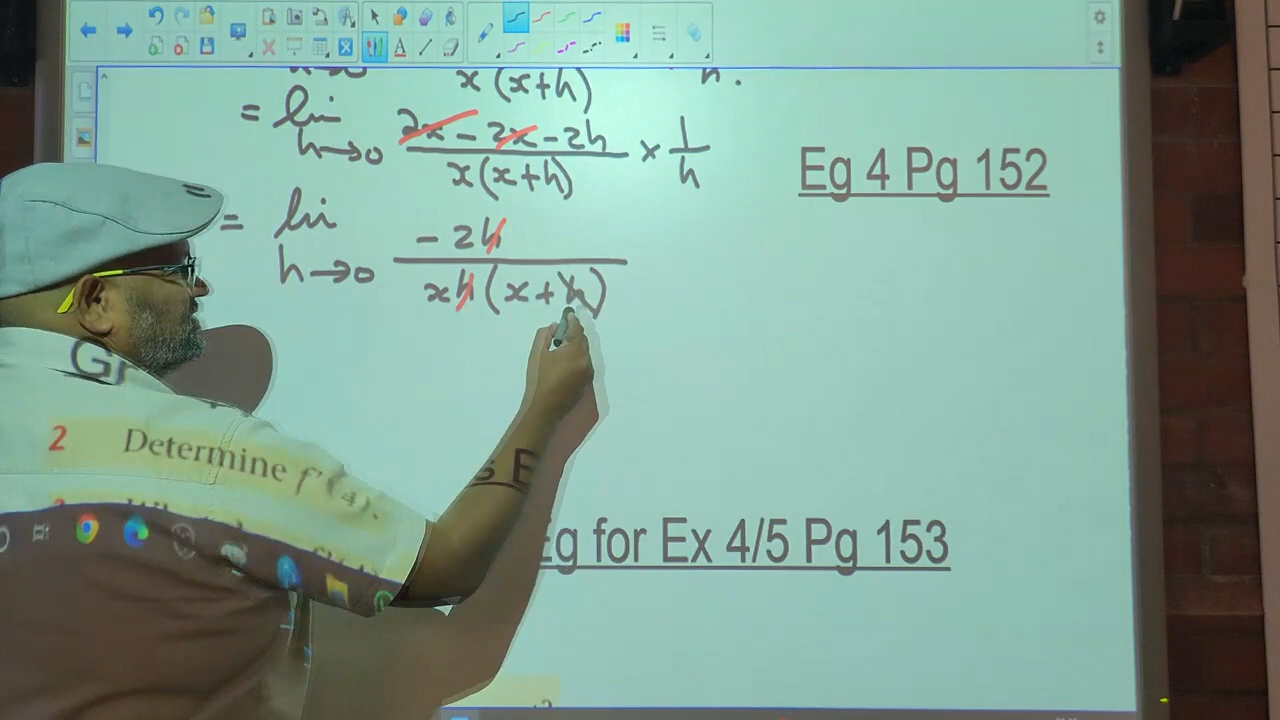 x(x+h) h.
= lim 2x - 2x - 2h × 1
h→0 x(x+h) h
= lim - 2h
h→0 xh(x+h)
Eg 4 Pg 152
Gr
2 Determine f'(4).
s E
Eg for Ex 4/5 Pg 153